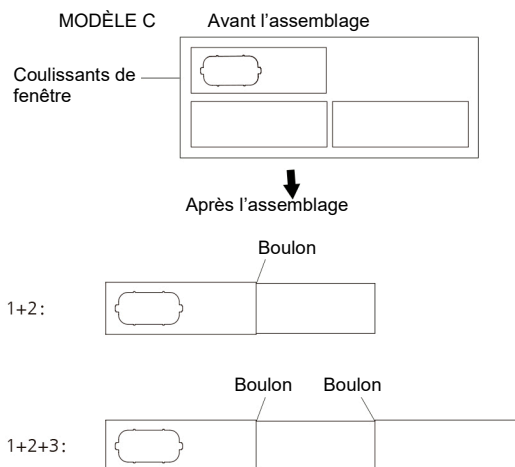 MODÈLE C Avant l’assemblage
Coulissants de
fenêtre
Après l’assemblage
Boulon
1+2:
Boulon Boulon
1+2+3: